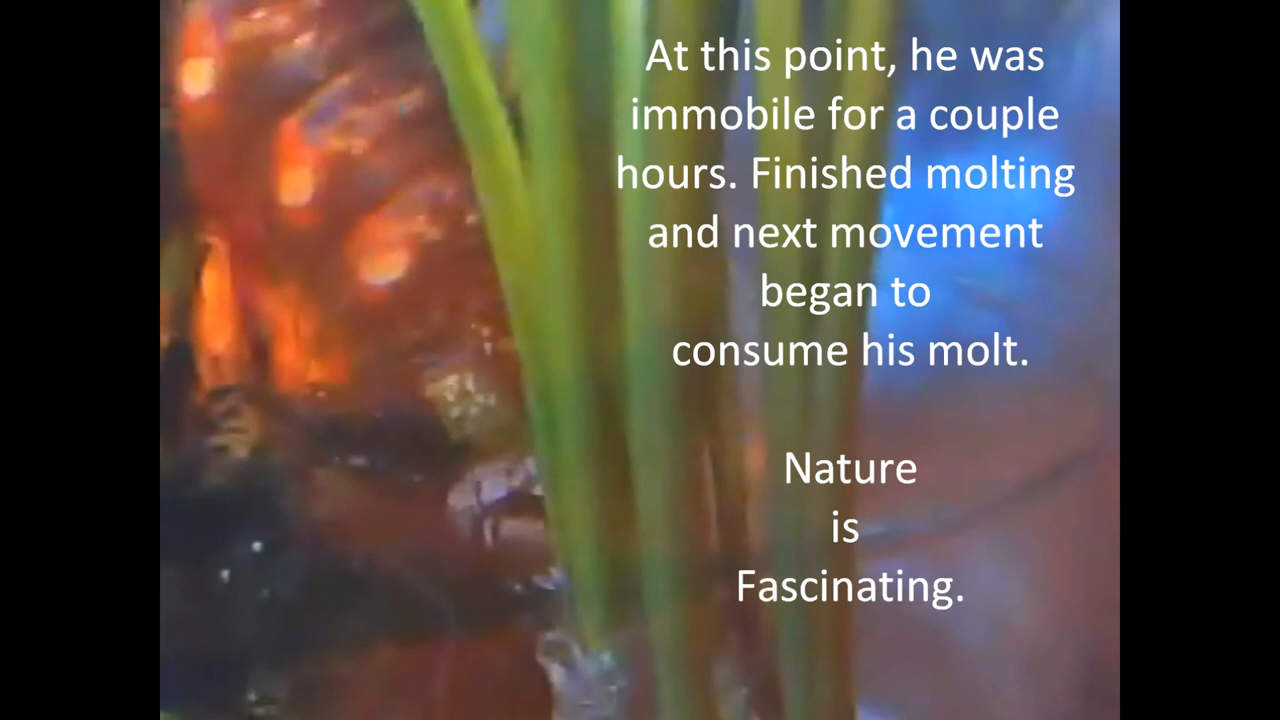 At this point, he was
immobile for a couple
hours. Finished molting
and next movement
began to
consume his molt.
Nature
is
Fascinating.